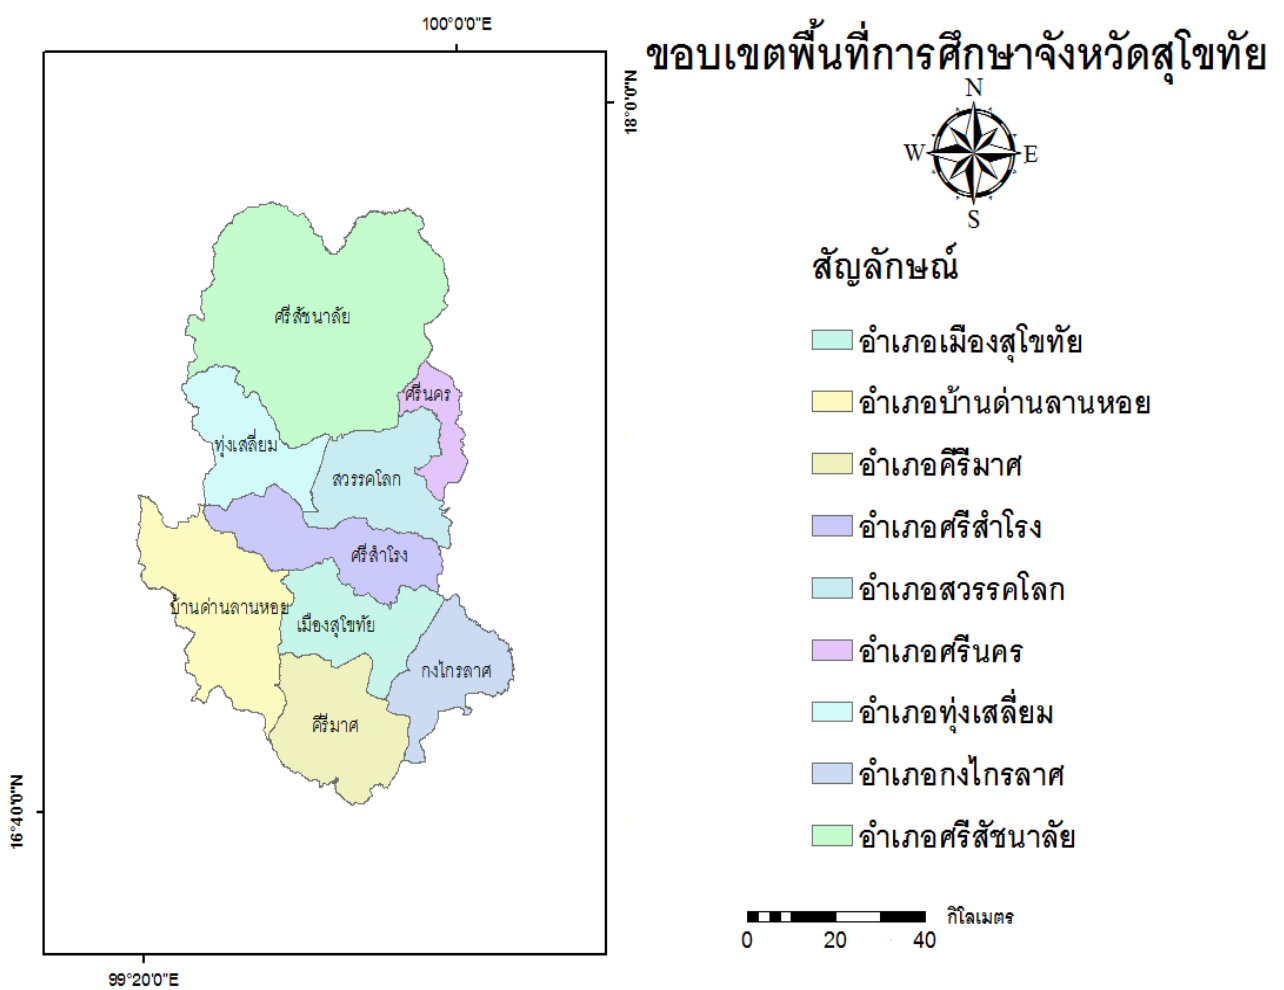 100°0'0"E
ขอบเขตพื้นที่การศึกษาจังหวัดสุโขทัย
18°0'0"N
N
W
E
S
สัญลักษณ์
ศรีสัชนาลัย
ศรีนคร
ทุ่งเสลี่ยม
สวรรคโลก
ศรีสำโรง
บ้านด่านลานหอย
เมืองสุโขทัย
กงไกรลาศ
คีรีมาศ
อำเภอเมืองสุโขทัย
อำเภอบ้านด่านลานหอย
อำเภอคีรีมาศ
อำเภอศรีสำโรง
อำเภอสวรรคโลก
อำเภอศรีนคร
อำเภอทุ่งเสลี่ยม
อำเภอกงไกรลาศ
อำเภอศรีสัชนาลัย
16°40'0"N
กิโลเมตร
0 20 40
99°20'0"E